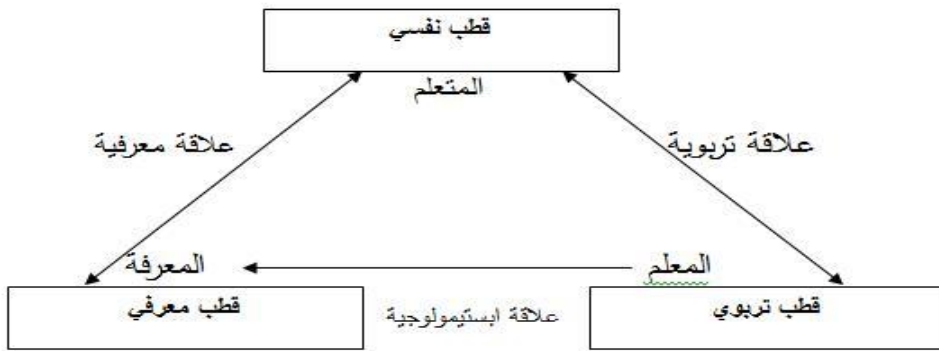 قطب نفسي
المتعلم
علاقة تربوية
علاقة معرفية
المعلم
المعرفة
قطب تربوي
علاقة ابستيمولوجية
قطب معرفي